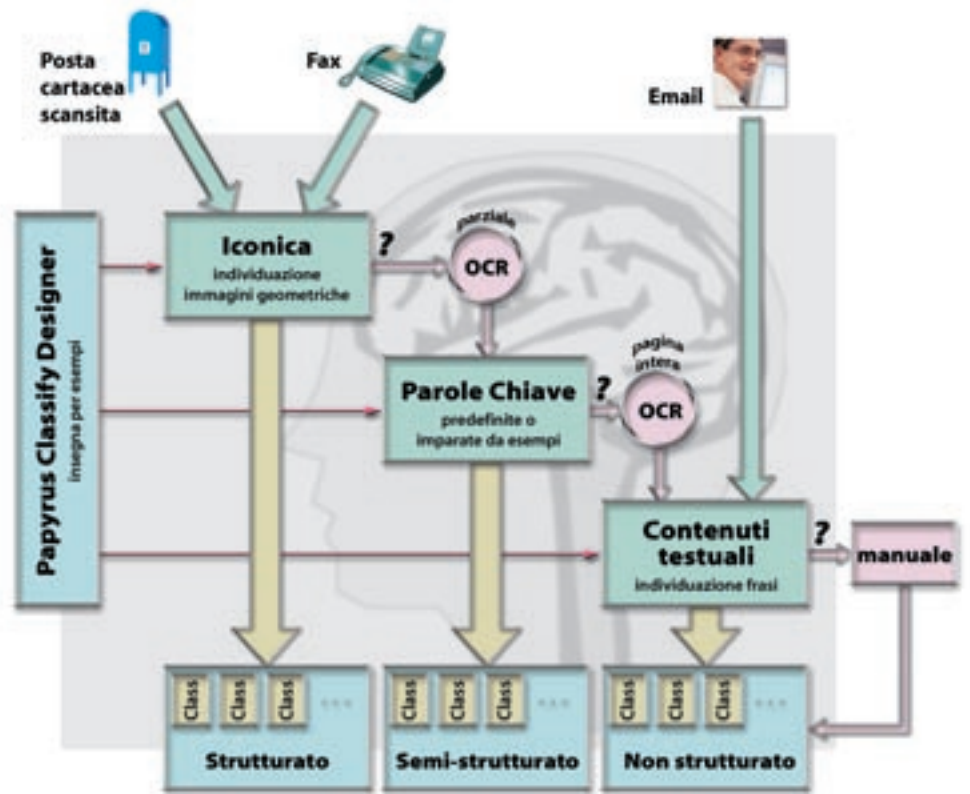 Posta
cartacea
scansita
Fax
Email
Papyrus Classify Designer
insegna per esempi
Iconica
individuazione
immagini geometriche
?
parziale
OCR
Parole Chiave
predefinite o
imparate da esempi
?
pagina
intera
OCR
Contenuti
testuali
individuazione frasi
?
manuale
Class
Class
Class
...
Strutturato
Class
Class
Class
...
Semi-strutturato
Class
Class
Class
...
Non strutturato